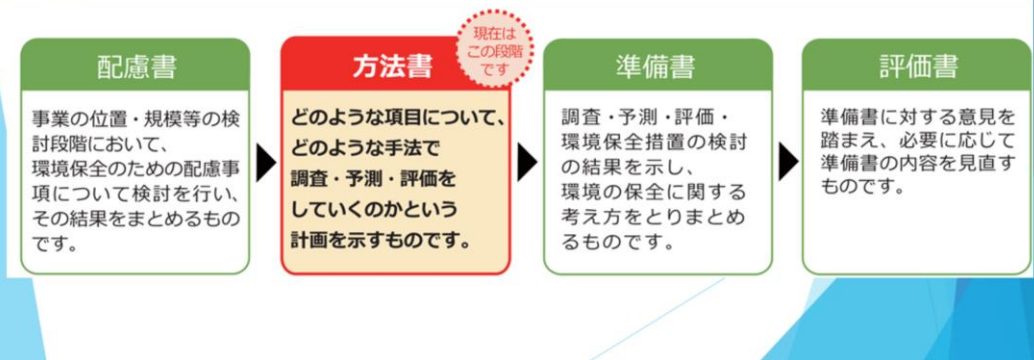 配慮書
事業の位置・規模等の検
討段階において、
環境保全のための配慮事
項について検討を行い、
その結果をまとめるもの
です。
方法書
現在は
この段階
です
どのような項目について、
どのような手法で
調査・予測・評価を
していくのかという
計画を示すものです。
準備書
調査・予測・評価・
環境保全措置の検討
の結果を示し、
環境の保全に関する
考え方をとりまとめ
るものです。
評価書
準備書に対する意見を
踏まえ、必要に応じて
準備書の内容を見直す
ものです。